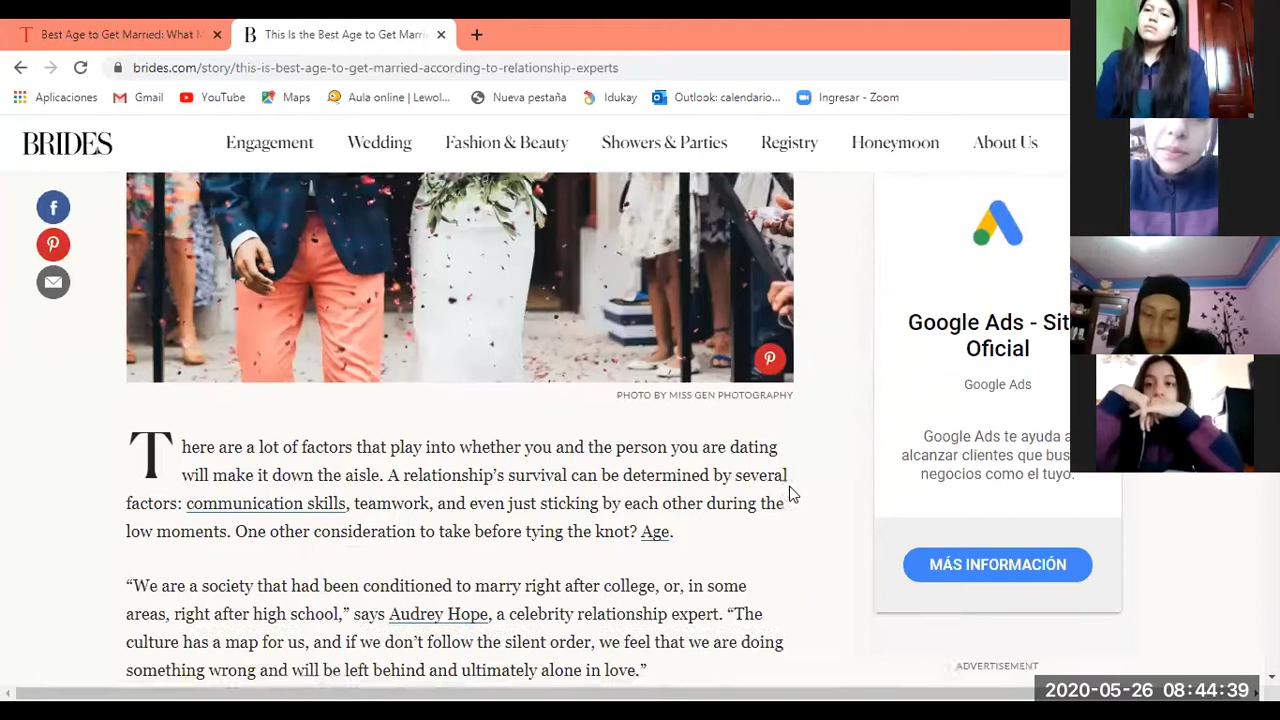 T Best Age to Get Married: What M
B This Is the Best Age to Get Marri
brides.com/story/this-is-best-age-to-get-married-according-to-relationship-experts
Aplicaciones Gmail YouTube Maps Aula online | Lewol... Nueva pestaña Idukay Outlook: calendario... Ingresar - Zoom
BRIDES Engagement Wedding Fashion & Beauty Showers & Parties Registry Honeymoon About Us
PHOTO BY MISS GEN PHOTOGRAPHY
There are a lot of factors that play into whether you and the person you are dating
will make it down the aisle. A relationship's survival can be determined by several
factors: communication skills, teamwork, and even just sticking by each other during the
low moments. One other consideration to take before tying the knot? Age.
“We are a society that had been conditioned to marry right after college, or, in some
areas, right after high school,” says Audrey Hope, a celebrity relationship expert. “The
culture has a map for us, and if we don’t follow the silent order, we feel that we are doing
something wrong and will be left behind and ultimately alone in love.”
Google Ads - Sit
Oficial
Google Ads
Google Ads te ayuda a
alcanzar clientes que bus
negocios como el tuyo.
MÁS INFORMACIÓN
ADVERTISEMENT
2020-05-26 08:44:39